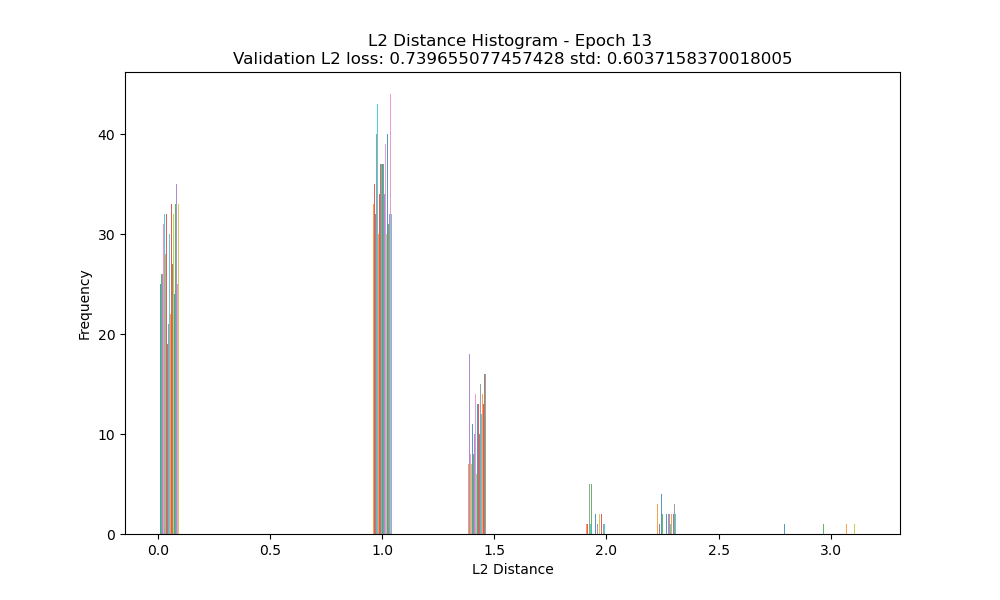 L2 Distance Histogram - Epoch 13
Validation L2 loss: 0.739655077457428 std: 0.6037158370018005
Frequency
40
30
20
10
0
0.0 0.5 1.0 1.5 2.0 2.5 3.0
L2 Distance